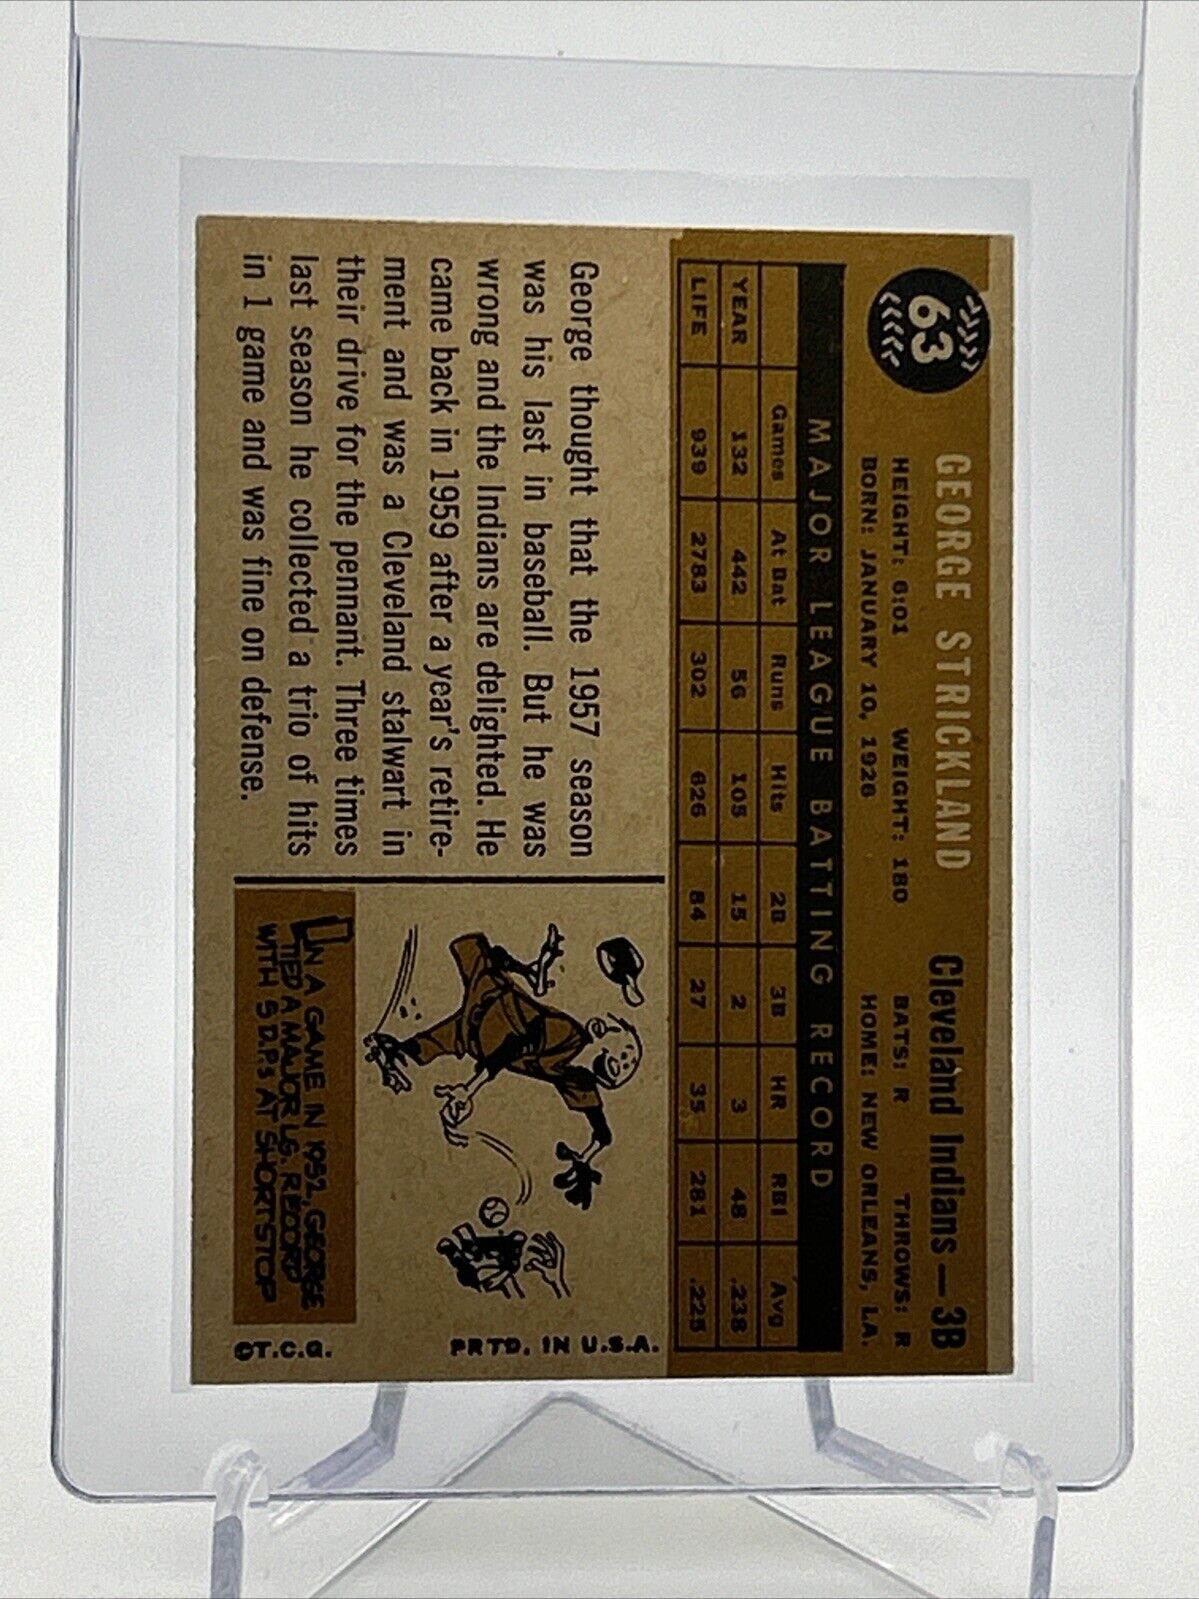 63
GEORGE STRICKLAND Cleveland Indians — 3B
HEIGHT: 6:01 WEIGHT: 180 BATS: R THROWS: R
BORN: JANUARY 10, 1926 HOME: NEW ORLEANS, LA.
MAJOR LEAGUE BATTING RECORD
Games At Bat Runs Hits 2B 3B HR RBI Avg
YEAR 132 442 56 105 15 2 3 48 .238
LIFE 939 2783 302 626 84 27 35 281 .225
George thought that the 1957 season
was his last in baseball. But he was
wrong and the Indians are delighted. He
came back in 1959 after a year's retire-
ment and was a Cleveland stalwart in
their drive for the pennant. Three times
last season he collected a trio of hits
in 1 game and was fine on defense.
IN A GAME IN 1952, GEORGE
TIED A MAJOR LG. RECORD
WITH 5 D.P.s AT SHORTSTOP
©T.C.G. PRTD. IN U.S.A.